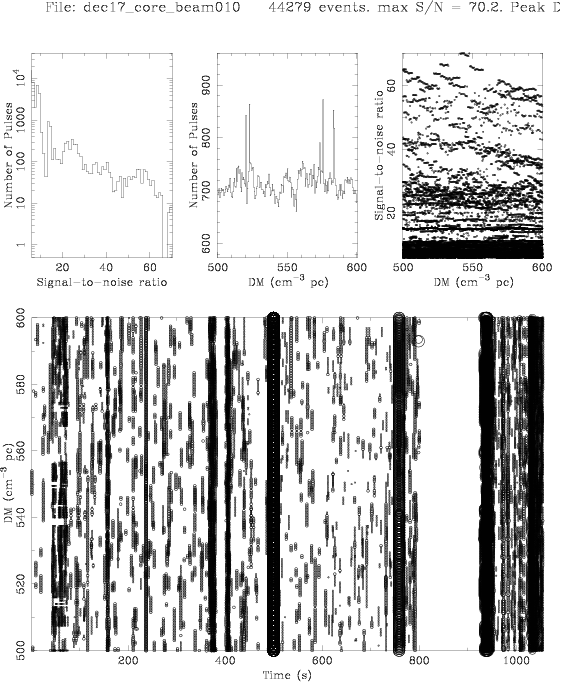 File: dec17_core_beam010 44279 events. max S/N = 70.2. Peak D
Number of Pulses
1
10
100
1000
10⁴
20 40 60
Signal-to-noise ratio
Number of Pulses
600
700
800
900
500 550 600
DM (cm⁻³ pc)
Signal-to-noise ratio
20
40
60
500 550 600
DM (cm⁻³ pc)
DM (cm⁻³ pc)
500
520
540
560
580
600
200 400 600 800 1000
Time (s)